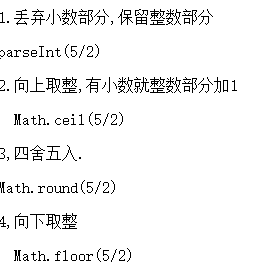 1.丢弃小数部分,保留整数部分
parseInt(5/2)
2.向上取整,有小数就整数部分加1
Math.ceil(5/2)
3,四舍五入.
Math.round(5/2)
4,向下取整
Math.floor(5/2)